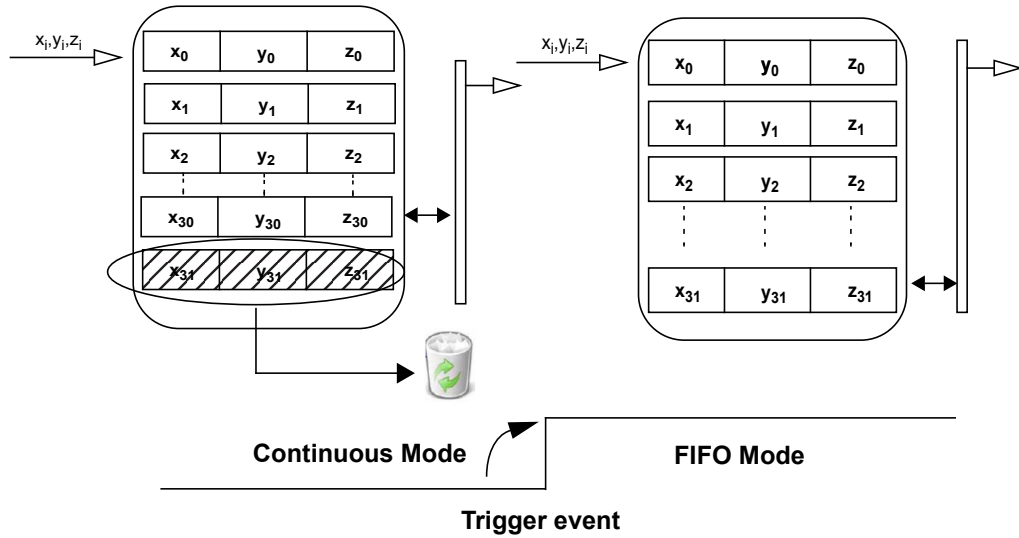 xᵢ,yᵢ,zᵢ
x₀ y₀ z₀
x₁ y₁ z₁
x₂ y₂ z₂
x₃₀ y₃₀ z₃₀
x₃₁ y₃₁ z₃₁
xᵢ,yᵢ,zᵢ
x₀ y₀ z₀
x₁ y₁ z₁
x₂ y₂ z₂
x₃₁ y₃₁ z₃₁
Continuous Mode
FIFO Mode
Trigger event